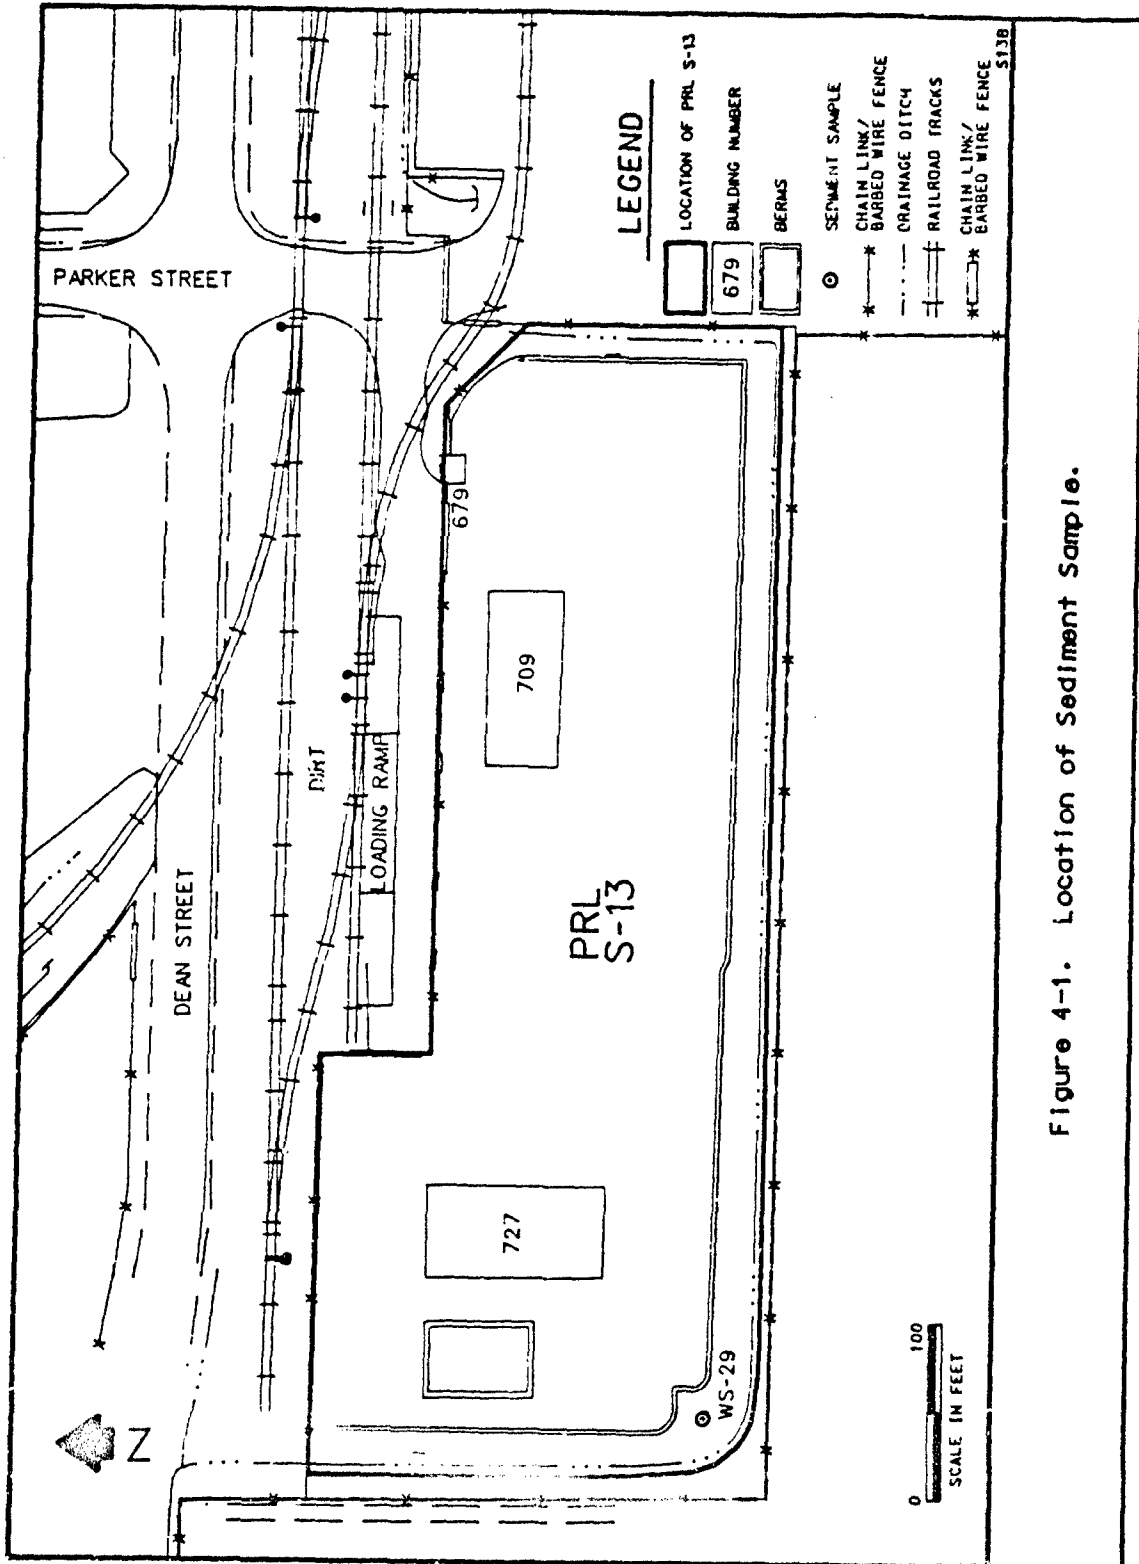 PARKER STREET
DEAN STREET
DIRT
LOADING RAMP
679
709
PRL
S-13
727
WS-29
N
0 100
SCALE IN FEET
LEGEND
LOCATION OF PRL S-13
679 BUILDING NUMBER
BERMS
SEDIMENT SAMPLE
CHAIN LINK/
BARBED WIRE FENCE
DRAINAGE DITCH
RAILROAD TRACKS
CHAIN LINK/
BARBED WIRE FENCE
S13B
Figure 4-1. Location of Sediment Sample.